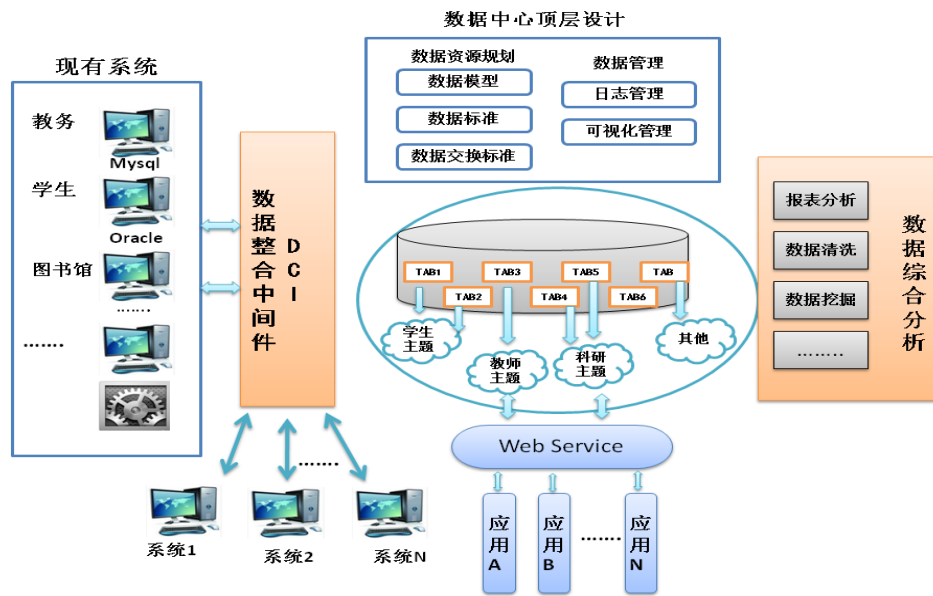 数据中心顶层设计
数据资源规划
数据模型
数据标准
数据交换标准
数据管理
日志管理
可视化管理
现有系统
教务
Mysql
学生
Oracle
图书馆
.......
.......
数据整合中间件
DCI
TAB1
TAB3
TAB5
TAB
TAB2
TAB4
TAB6
学生
主题
教师
主题
科研
主题
其他
报表分析
数据清洗
数据挖掘
........
数据综合分析
Web Service
应用A
应用B
.......
应用N
.......
系统1
系统2
系统N